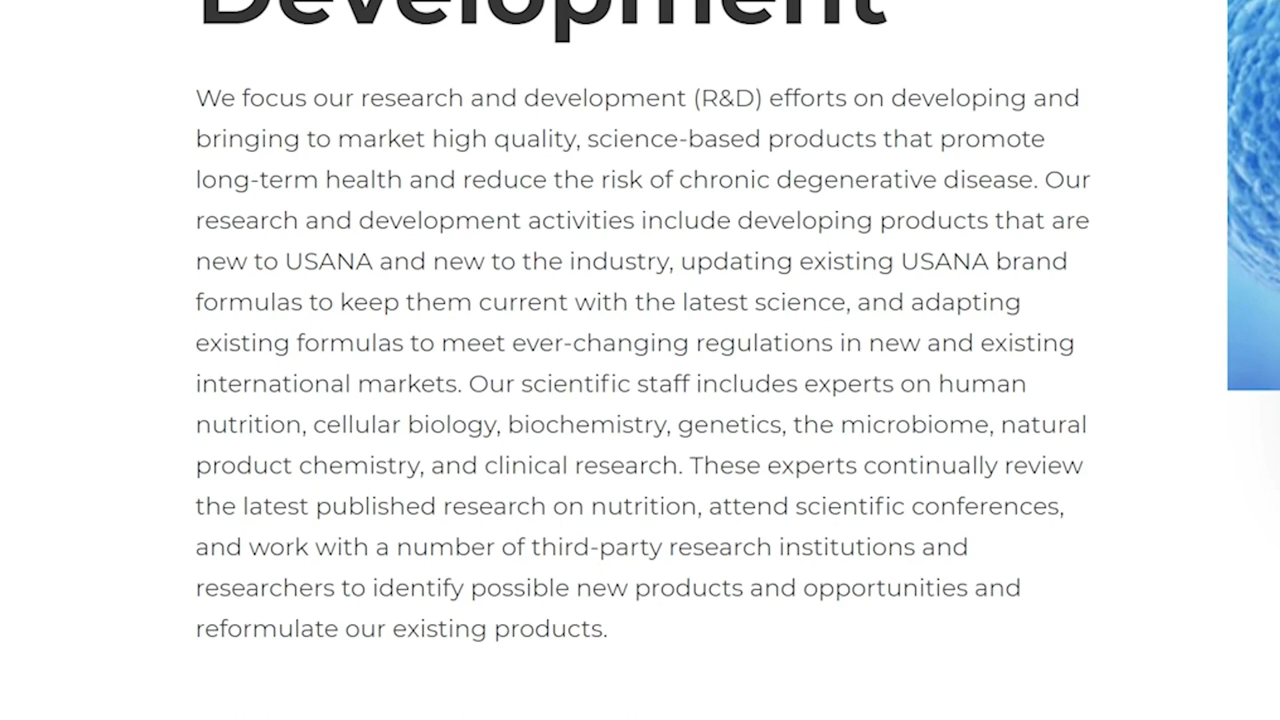 Development
We focus our research and development (R&D) efforts on developing and
bringing to market high quality, science-based products that promote
long-term health and reduce the risk of chronic degenerative disease. Our
research and development activities include developing products that are
new to USANA and new to the industry, updating existing USANA brand
formulas to keep them current with the latest science, and adapting
existing formulas to meet ever-changing regulations in new and existing
international markets. Our scientific staff includes experts on human
nutrition, cellular biology, biochemistry, genetics, the microbiome, natural
product chemistry, and clinical research. These experts continually review
the latest published research on nutrition, attend scientific conferences,
and work with a number of third-party research institutions and
researchers to identify possible new products and opportunities and
reformulate our existing products.